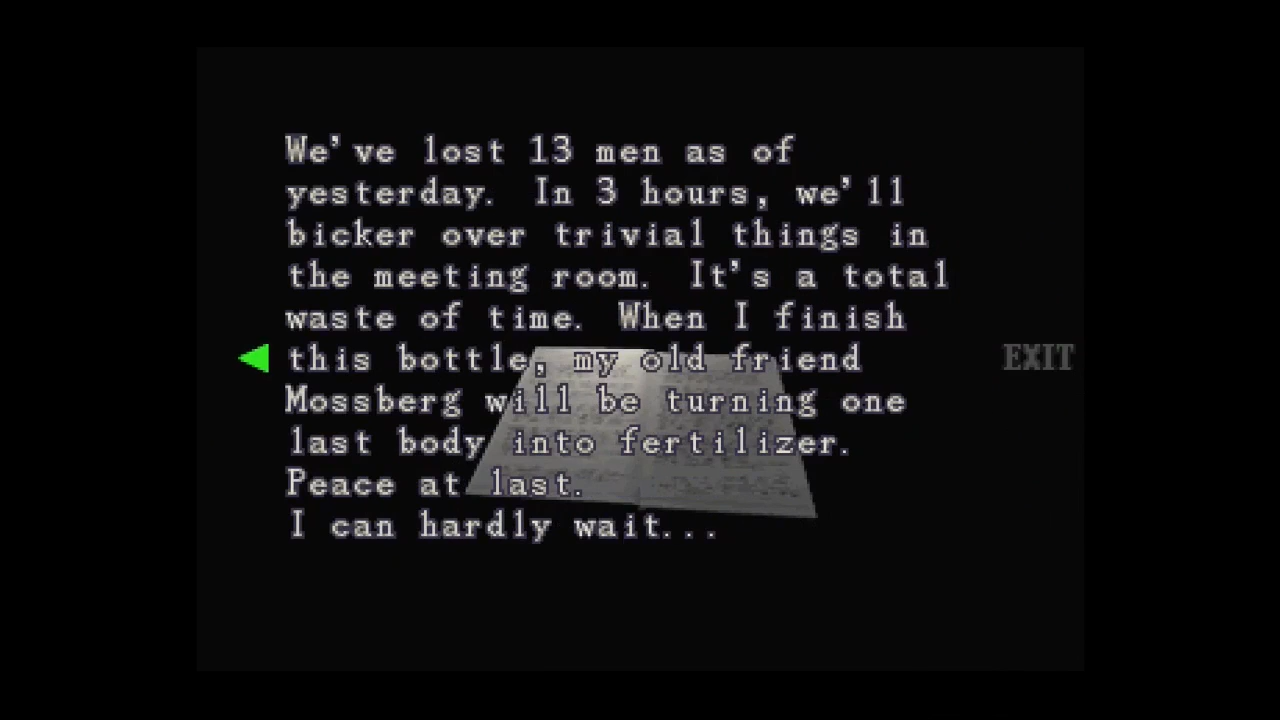 We've lost 13 men as of
yesterday. In 3 hours, we'll
bicker over trivial things in
the meeting room. It's a total
waste of time. When I finish
this bottle, my old friend
EXIT
Mossberg will be turning one
last body into fertilizer.
Peace at last.
I can hardly wait...